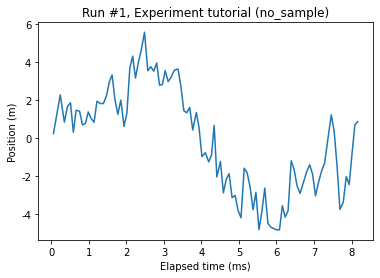 Run #1, Experiment tutorial (no_sample)
Position (m)
6
4
2
0
-2
-4
0 1 2 3 4 5 6 7 8
Elapsed time (ms)